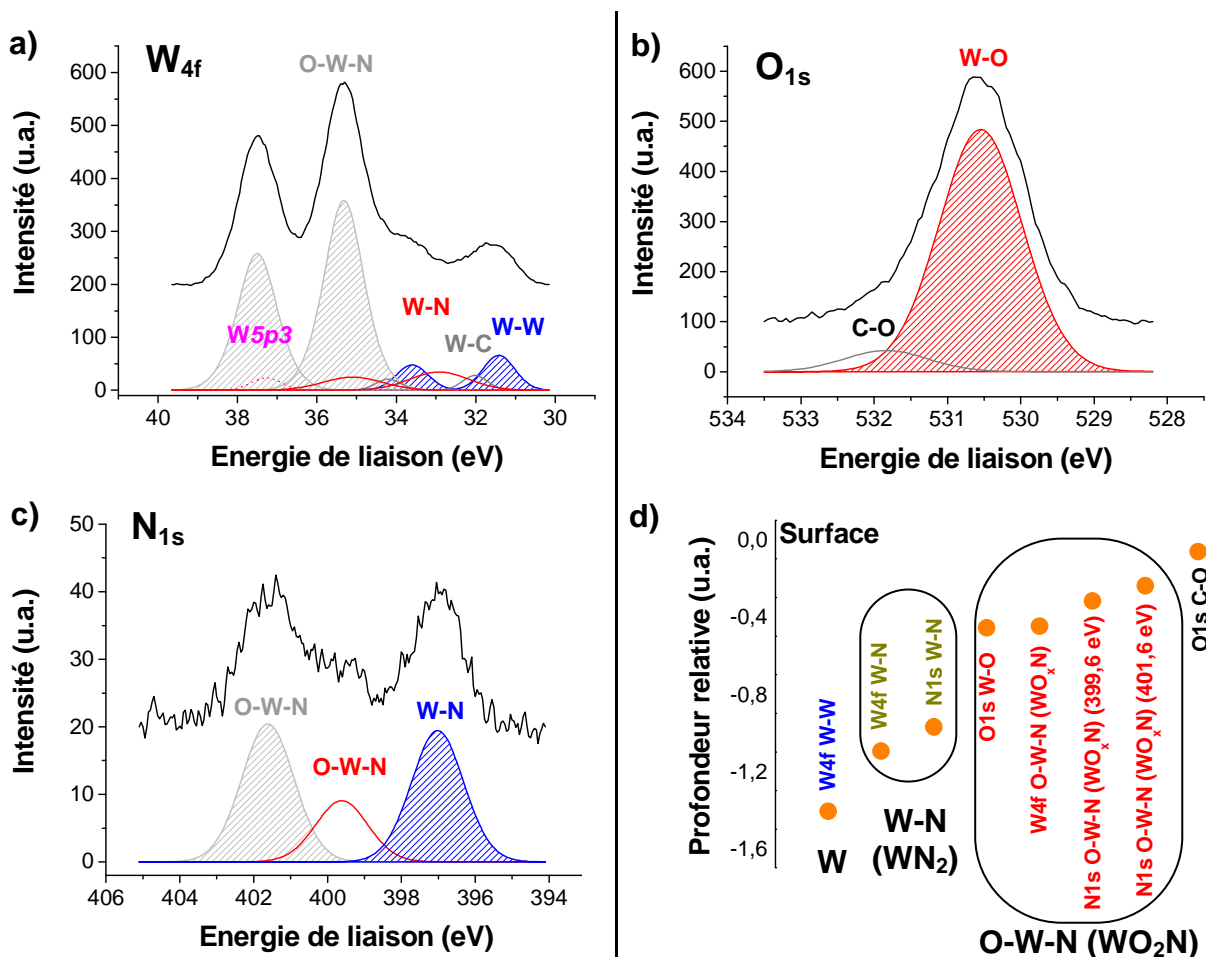 a)
W4f
O-W-N
W-N
W-W
W-C
W5p3
600
500
400
300
200
100
0
40 38 36 34 32 30
Intensité (u.a.)
Energie de liaison (eV)
b)
O1s
W-O
C-O
600
500
400
300
200
100
0
534 533 532 531 530 529 528
Intensité (u.a.)
Energie de liaison (eV)
c)
N1s
O-W-N
O-W-N
W-N
50
40
30
20
10
0
406 404 402 400 398 396 394
Intensité (u.a.)
Energie de liaison (eV)
d)
Surface
0,0
-0,4
-0,8
-1,2
-1,6
Profondeur relative (u.a.)
W4f W-W
W4f W-N
N1s W-N
O1s W-O
W4f O-W-N (WOxN)
N1s O-W-N (WOxN) (399,6 eV)
N1s O-W-N (WOxN) (401,6 eV)
O1s C-O
W
W-N
(WN2)
O-W-N (WO2N)